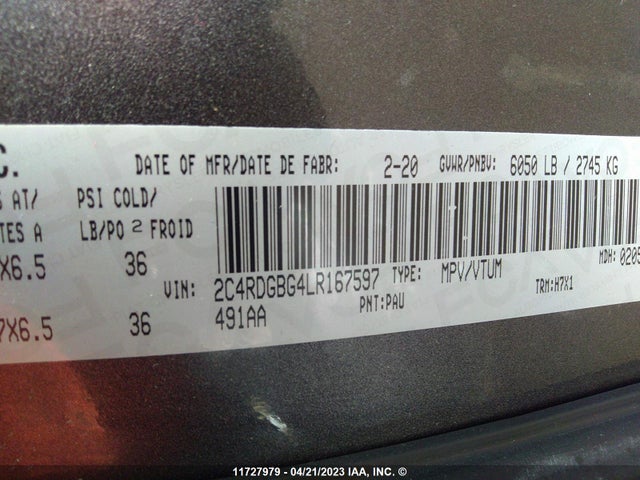 C.
DATE OF MFR/DATE DE FABR: 2-20 GVWR/PNBV: 6050 LB / 2745 KG
S AT/ PSI COLD/
TES A LB/PO 2 FROID
X6.5 36
MDH: 0205
VIN: 2C4RDGBG4LR167597 TYPE: MPV/VTUM TRM:H7X1
7X6.5 36 491AA PNT:PAU
11727979 - 04/21/2023 IAA, INC. ©